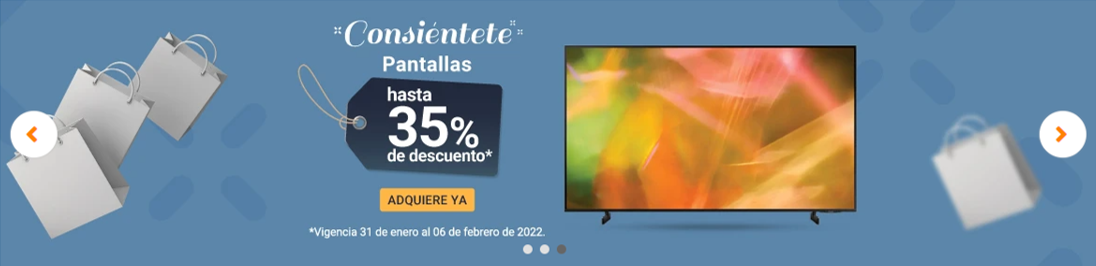 Consiéntete
Pantallas
hasta
35%
de descuento*
ADQUIERE YA
*Vigencia 31 de enero al 06 de febrero de 2022.